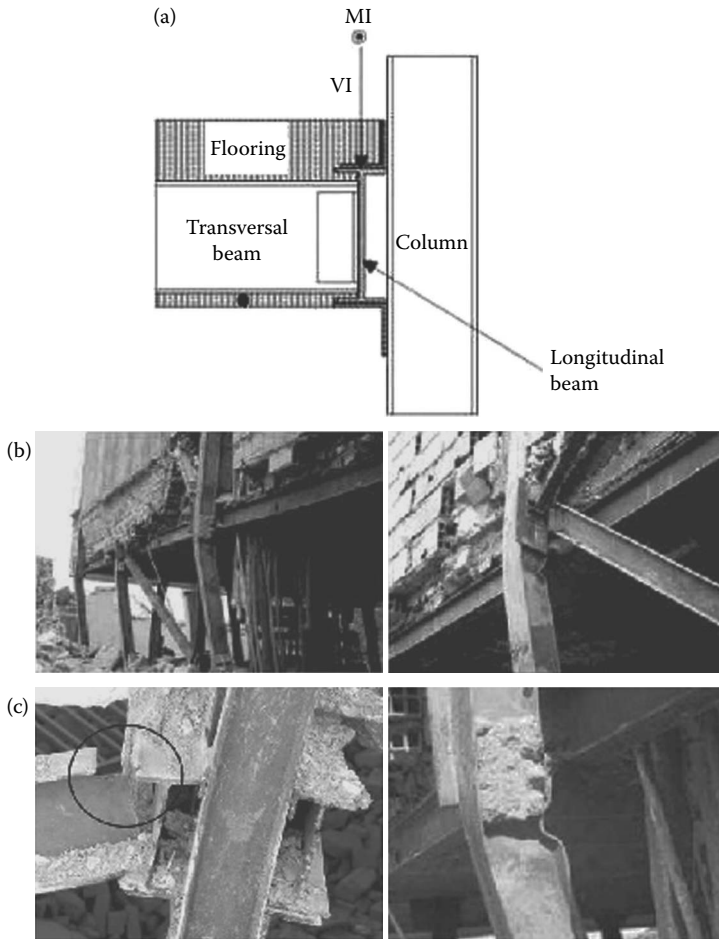 (a)
MI
VI
Flooring
Transversal
beam
Column
Longitudinal
beam
(b)
(c)